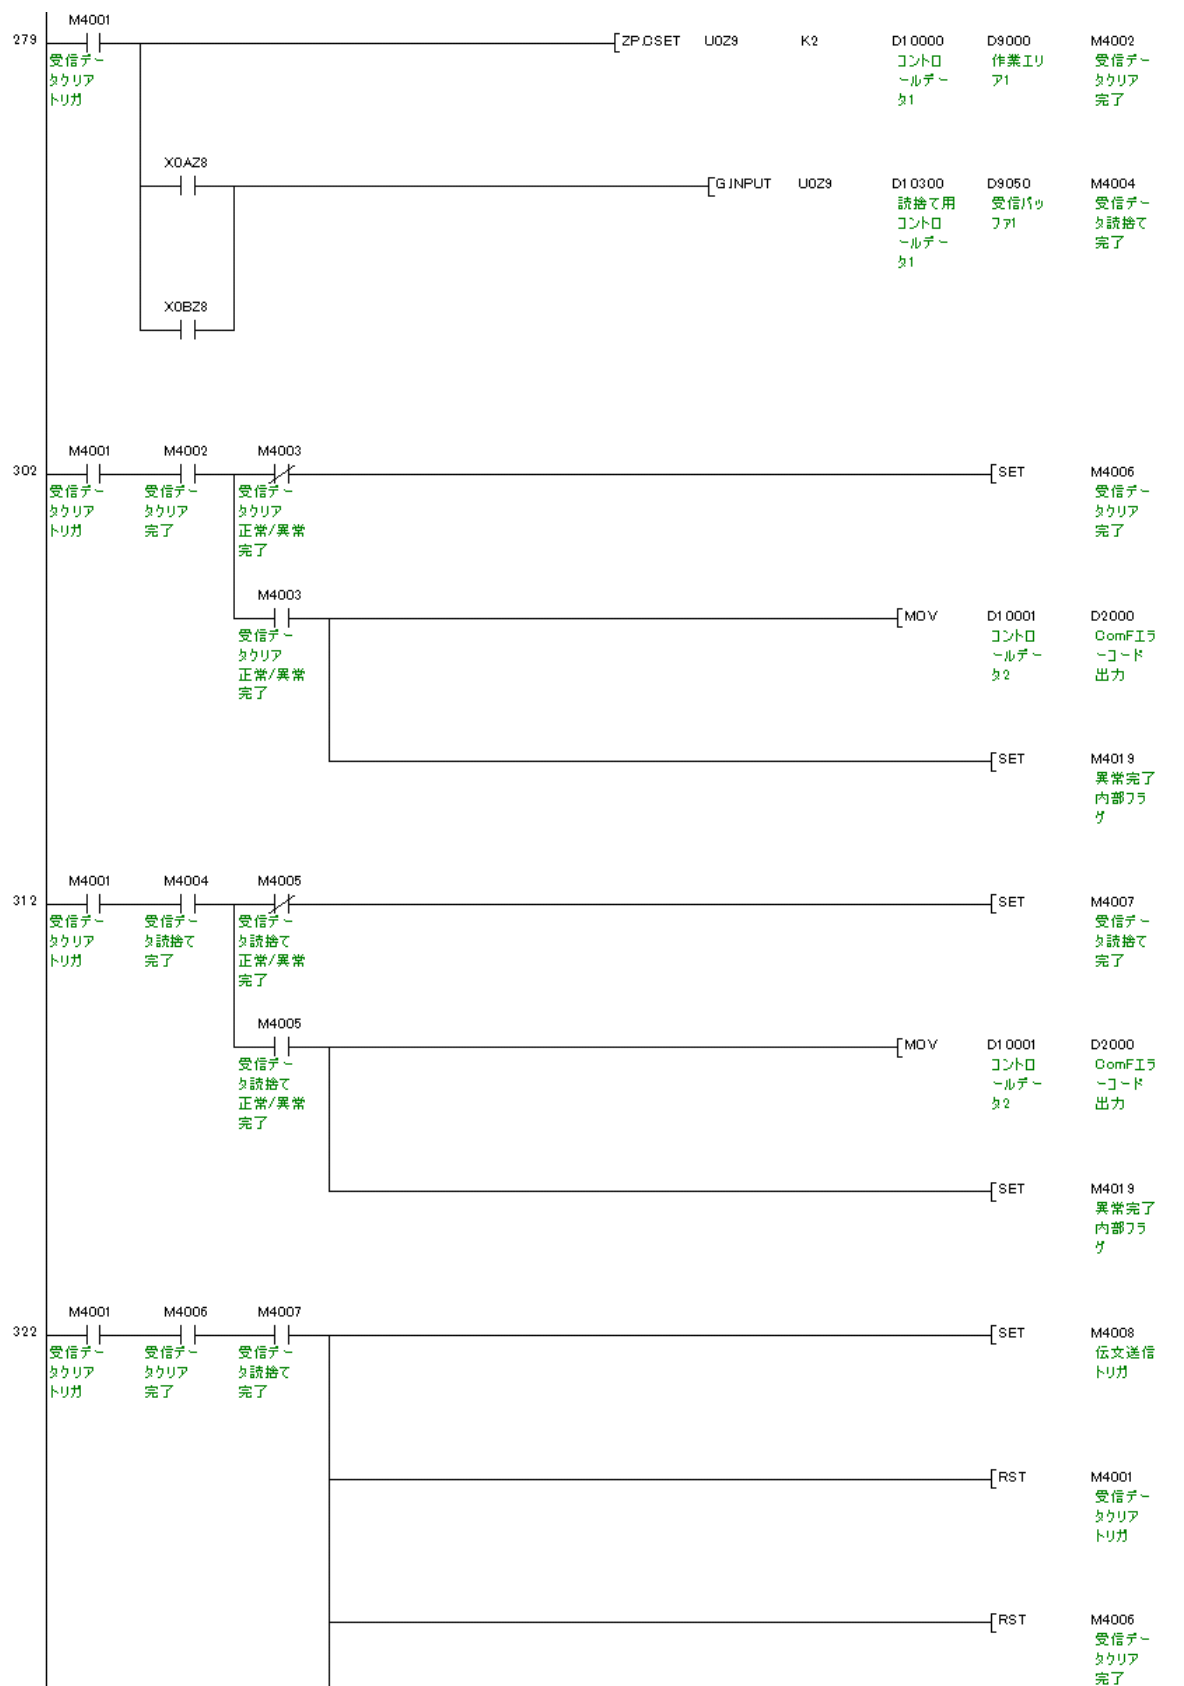 M4001
279
[ZP.CSET U0Z9 K2 D10000 D9000 M4002
受信デー
タクリア
トリガ
コントロ
ールデー
タ1
作業エリ
ア1
受信デー
タクリア
完了
X0AZ8
[G.INPUT U0Z9 D10300 D9050 M4004
読捨て用
コントロ
ールデー
タ1
受信バッ
ファ1
受信デー
タ読捨て
完了
X0BZ8
M4001 M4002 M4003
302
[SET M4006
受信デー
タクリア
トリガ
受信デー
タクリア
完了
受信デー
タクリア
正常/異常
完了
受信デー
タクリア
完了
M4003
[MOV D10001 D2000
受信デー
タクリア
正常/異常
完了
コントロ
ールデー
タ2
ComFエラ
ーコード
出力
[SET M4019
異常完了
内部フラ
グ
M4001 M4004 M4005
312
[SET M4007
受信デー
タクリア
トリガ
受信デー
タ読捨て
完了
受信デー
タ読捨て
正常/異常
完了
受信デー
タ読捨て
完了
M4005
[MOV D10001 D2000
受信デー
タ読捨て
正常/異常
完了
コントロ
ールデー
タ2
ComFエラ
ーコード
出力
[SET M4019
異常完了
内部フラ
グ
M4001 M4006 M4007
322
[SET M4008
受信デー
タクリア
トリガ
受信デー
タクリア
完了
受信デー
タ読捨て
完了
伝文送信
トリガ
[RST M4001
受信デー
タクリア
トリガ
[RST M4006
受信デー
タクリア
完了